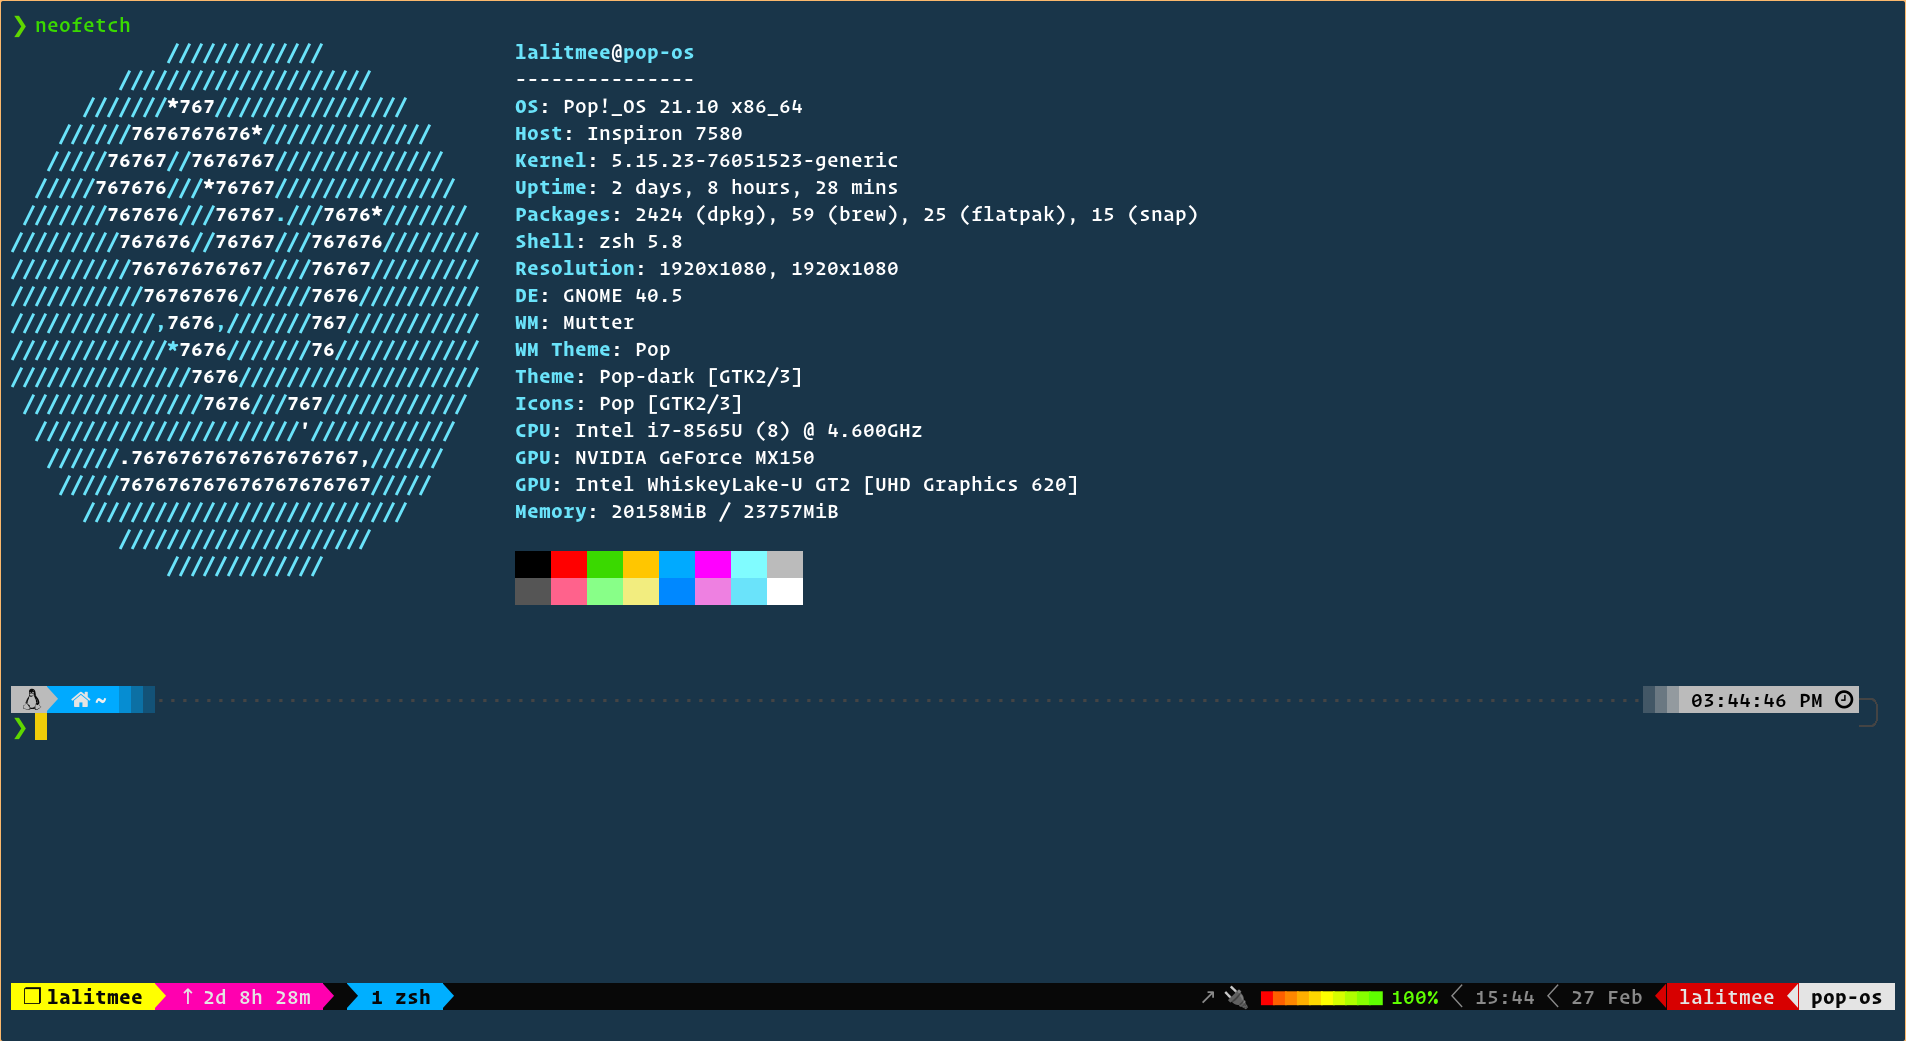 ❯ neofetch
/////////////             lalitmee@pop-os
/////////////////////         ---------------
///////*767////////////////      OS: Pop!_OS 21.10 x86_64
//////7676767676*//////////////    Host: Inspiron 7580
/////76767//7676767//////////////   Kernel: 5.15.23-76051523-generic
/////767676///*76767///////////////  Uptime: 2 days, 8 hours, 28 mins
///////767676///76767.///7676*///////   Packages: 2424 (dpkg), 59 (brew), 25 (flatpak), 15 (snap)
/////////767676//76767///767676////////   Shell: zsh 5.8
//////////76767676767////76767/////////   Resolution: 1920x1080, 1920x1080
///////////76767676//////7676//////////   DE: GNOME 40.5
////////////,7676,///////767///////////   WM: Mutter
/////////////*7676///////76////////////   WM Theme: Pop
///////////////7676////////////////////   Theme: Pop-dark [GTK2/3]
///////////////7676///767////////////   Icons: Pop [GTK2/3]
//////////////////////'////////////   CPU: Intel i7-8565U (8) @ 4.600GHz
//////.7676767676767676767,//////   GPU: NVIDIA GeForce MX150
/////767676767676767676767/////   GPU: Intel WhiskeyLake-U GT2 [UHD Graphics 620]
///////////////////////////   Memory: 20158MiB / 23757MiB
/////////////////////
/////////////
~ 03:44:46 PM
❯
❐ lalitmee ↑ 2d 8h 28m 1 zsh ↗ 100% 15:44 27 Feb lalitmee pop-os